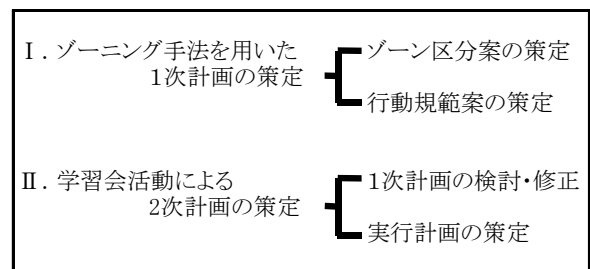 Ⅰ. ゾーニング手法を用いた
1次計画の策定
ゾーン区分案の策定
行動規範案の策定
Ⅱ. 学習会活動による
2次計画の策定
1次計画の検討・修正
実行計画の策定